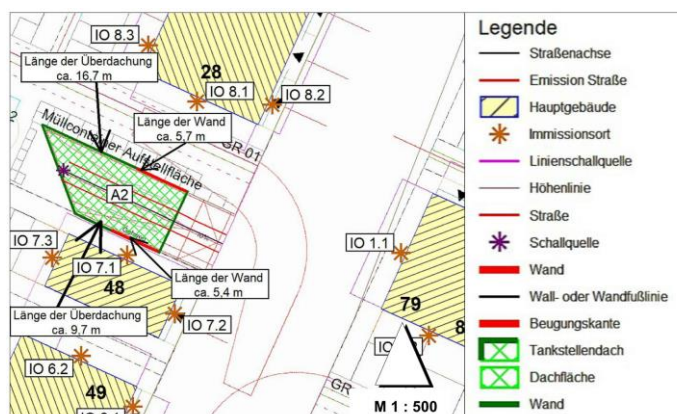 IO 8.3
Länge der Überdachung
ca. 16,7 m
28
IO 8.1
IO 8.2
Länge der Wand
ca. 5,7 m
GR 01
Müllcontainer Aufstellfläche
A2
IO 7.3
IO 7.1
48
Länge der Wand
ca. 5,4 m
IO 1.1
79
Länge der Überdachung
ca. 9,7 m
IO 7.2
8
IO
IO 6.2
49
GR
M 1 : 500
Legende
Straßenachse
Emission Straße
Hauptgebäude
Immissionsort
Linienschallquelle
Höhenlinie
Straße
Schallquelle
Wand
Wall- oder Wandfußlinie
Beugungskante
Tankstellendach
Dachfläche
Wand